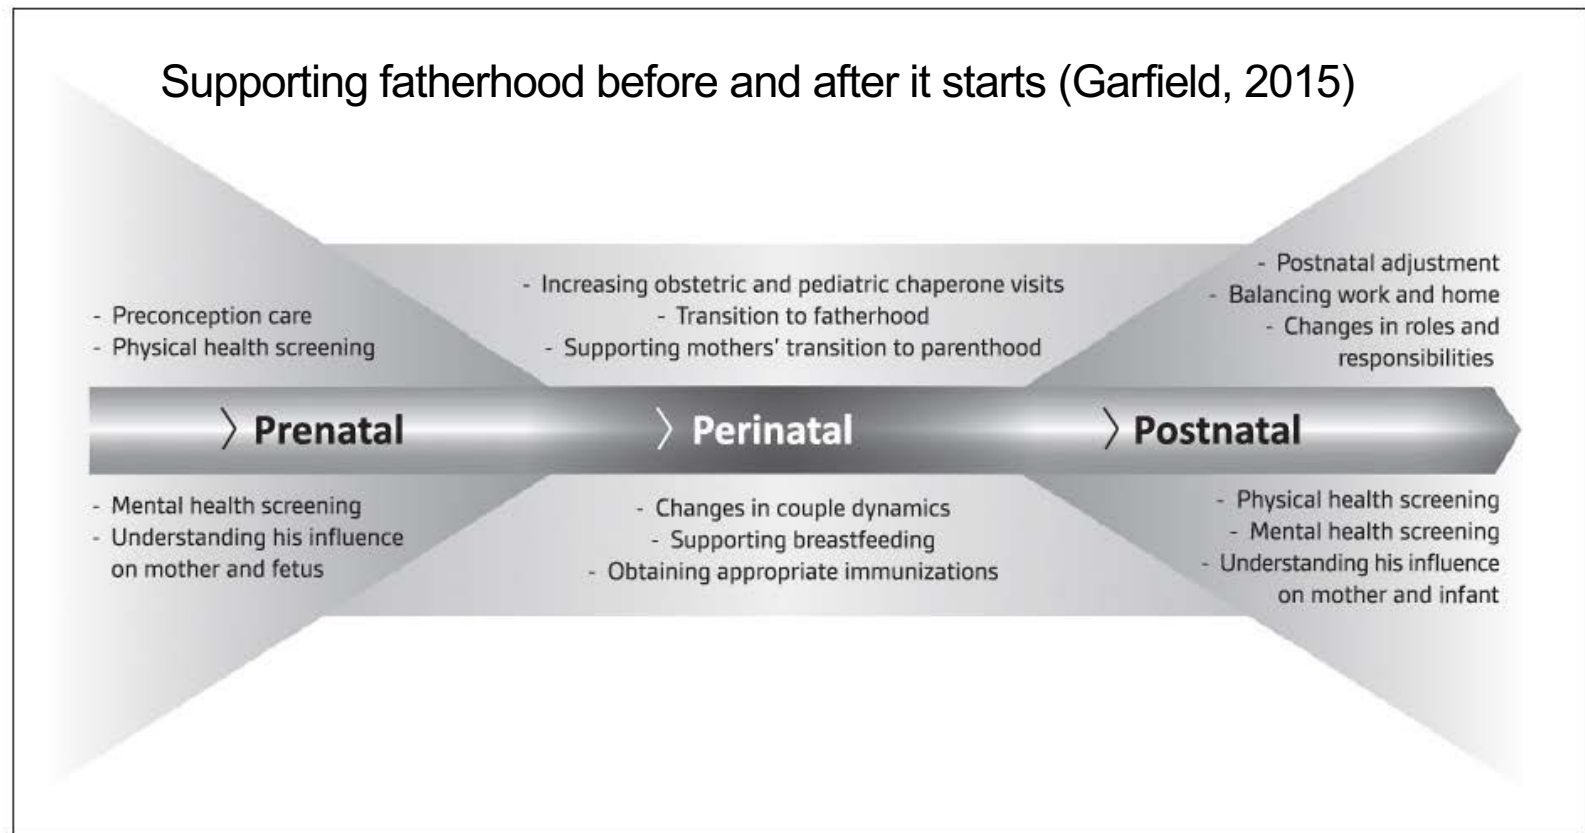 Supporting fatherhood before and after it starts (Garfield, 2015)
- Preconception care
- Physical health screening
- Increasing obstetric and pediatric chaperone visits
- Transition to fatherhood
- Supporting mothers' transition to parenthood
- Postnatal adjustment
- Balancing work and home
- Changes in roles and
responsibilities
〉 Prenatal
〉 Perinatal
〉 Postnatal
- Mental health screening
- Understanding his influence
on mother and fetus
- Changes in couple dynamics
- Supporting breastfeeding
- Obtaining appropriate immunizations
- Physical health screening
- Mental health screening
- Understanding his influence
on mother and infant